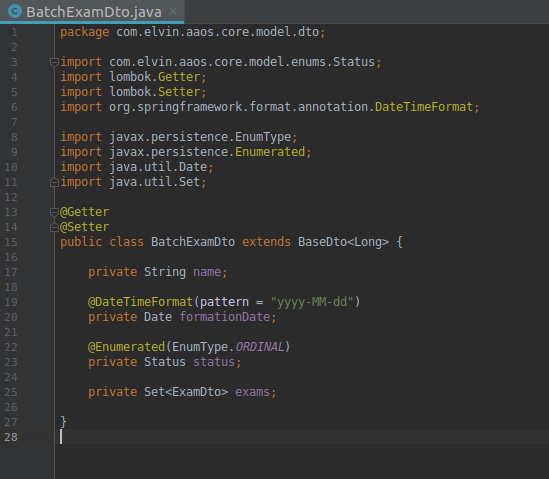 BatchExamDto.java
1 package com.elvin.aaos.core.model.dto;
2
3 import com.elvin.aaos.core.model.enums.Status;
4 import lombok.Getter;
5 import lombok.Setter;
6 import org.springframework.format.annotation.DateTimeFormat;
7
8 import javax.persistence.EnumType;
9 import javax.persistence.Enumerated;
10 import java.util.Date;
11 import java.util.Set;
12
13 @Getter
14 @Setter
15 public class BatchExamDto extends BaseDto<Long> {
16
17     private String name;
18
19     @DateTimeFormat(pattern = "yyyy-MM-dd")
20     private Date formationDate;
21
22     @Enumerated(EnumType.ORDINAL)
23     private Status status;
24
25     private Set<ExamDto> exams;
26
27 }
28